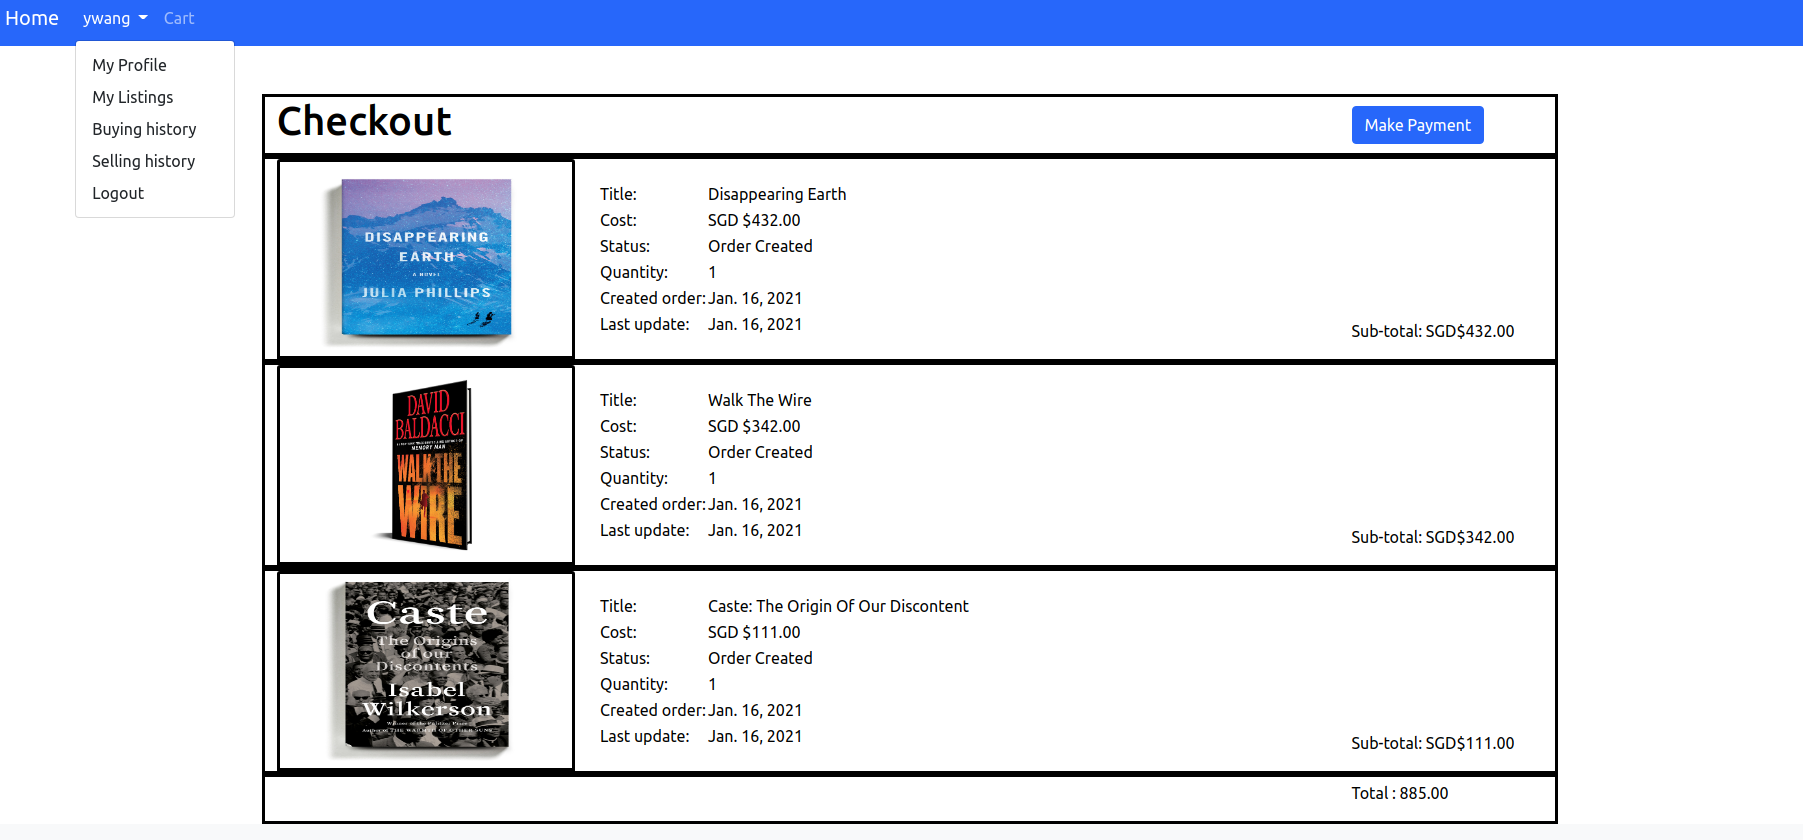 Home ywang Cart
My Profile
My Listings
Buying history
Selling history
Logout
Checkout
Make Payment
DISAPPEARING
EARTH
A NOVEL
JULIA PHILLIPS
Title: Disappearing Earth
Cost: SGD $432.00
Status: Order Created
Quantity: 1
Created order: Jan. 16, 2021
Last update: Jan. 16, 2021
Sub-total: SGD$432.00
DAVID
BALDACCI
MEMORY MAN
WALK THE
WIRE
Title: Walk The Wire
Cost: SGD $342.00
Status: Order Created
Quantity: 1
Created order: Jan. 16, 2021
Last update: Jan. 16, 2021
Sub-total: SGD$342.00
Caste
The Origins
of our
Discontents
Isabel
Wilkerson
Winner of the Pulitzer Prize
Author of THE WARMTH OF OTHER SUNS
Title: Caste: The Origin Of Our Discontent
Cost: SGD $111.00
Status: Order Created
Quantity: 1
Created order: Jan. 16, 2021
Last update: Jan. 16, 2021
Sub-total: SGD$111.00
Total : 885.00